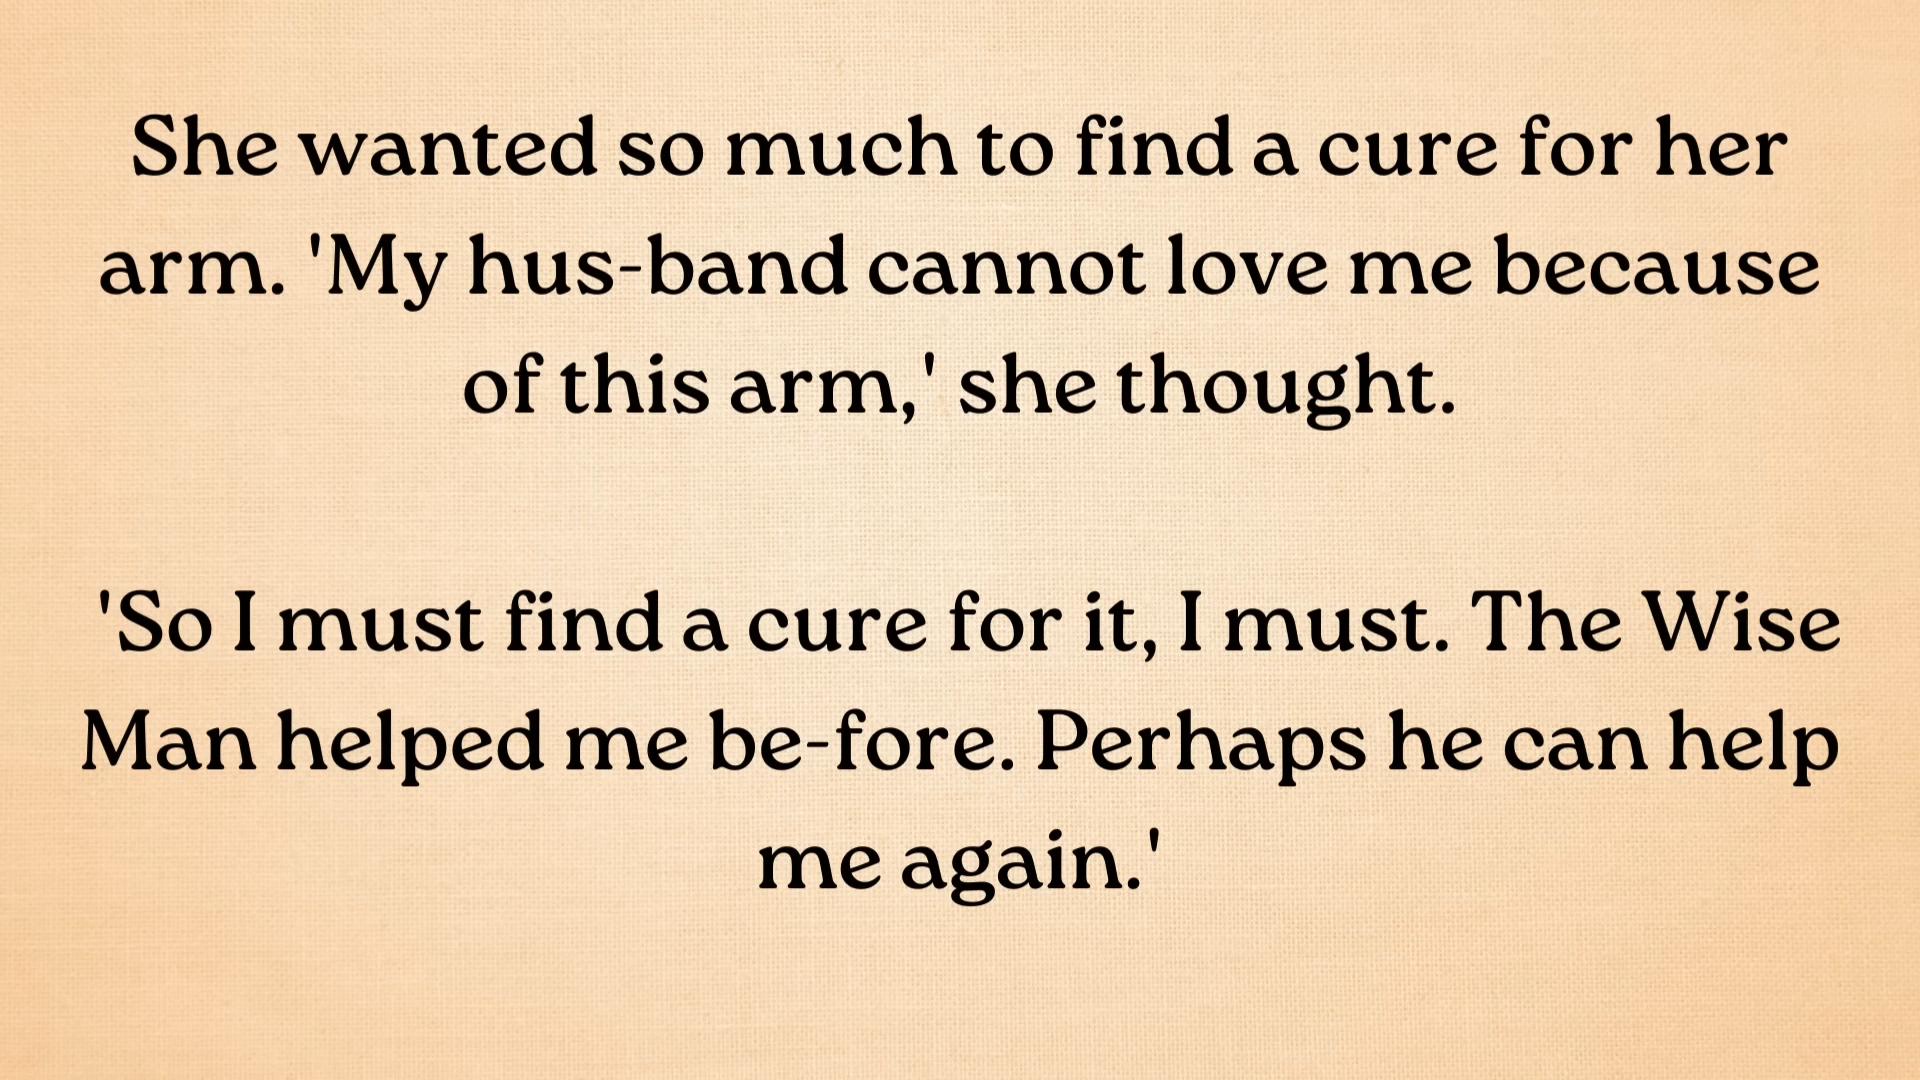 She wanted so much to find a cure for her
arm. 'My hus-band cannot love me because
of this arm,' she thought.
'So I must find a cure for it, I must. The Wise
Man helped me be-fore. Perhaps he can help
me again.'